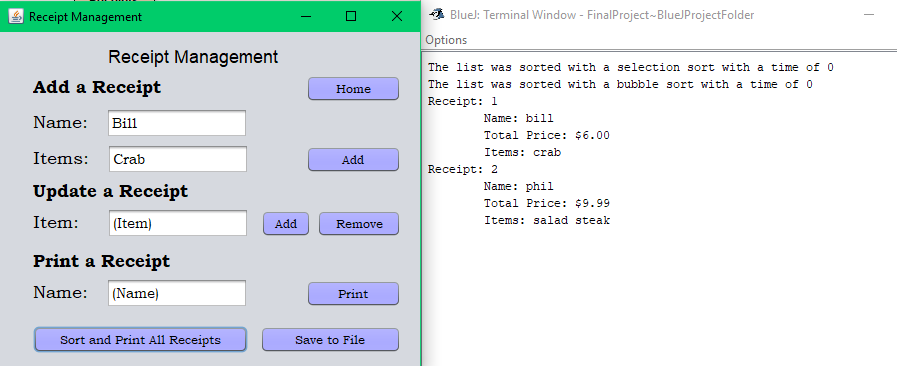 Receipt Management
Receipt Management
Add a Receipt
Home
Name: Bill
Items: Crab Add
Update a Receipt
Item: (Item) Add Remove
Print a Receipt
Name: (Name) Print
Sort and Print All Receipts Save to File
BlueJ: Terminal Window - FinalProject~BlueJProjectFolder
Options
The list was sorted with a selection sort with a time of 0
The list was sorted with a bubble sort with a time of 0
Receipt: 1
Name: bill
Total Price: $6.00
Items: crab
Receipt: 2
Name: phil
Total Price: $9.99
Items: salad steak